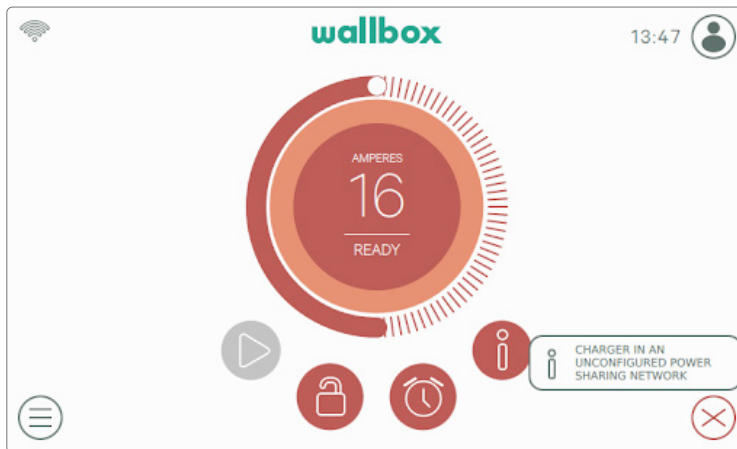 wallbox
13:47
AMPERES
16
READY
CHARGER IN AN
UNCONFIGURED POWER
SHARING NETWORK